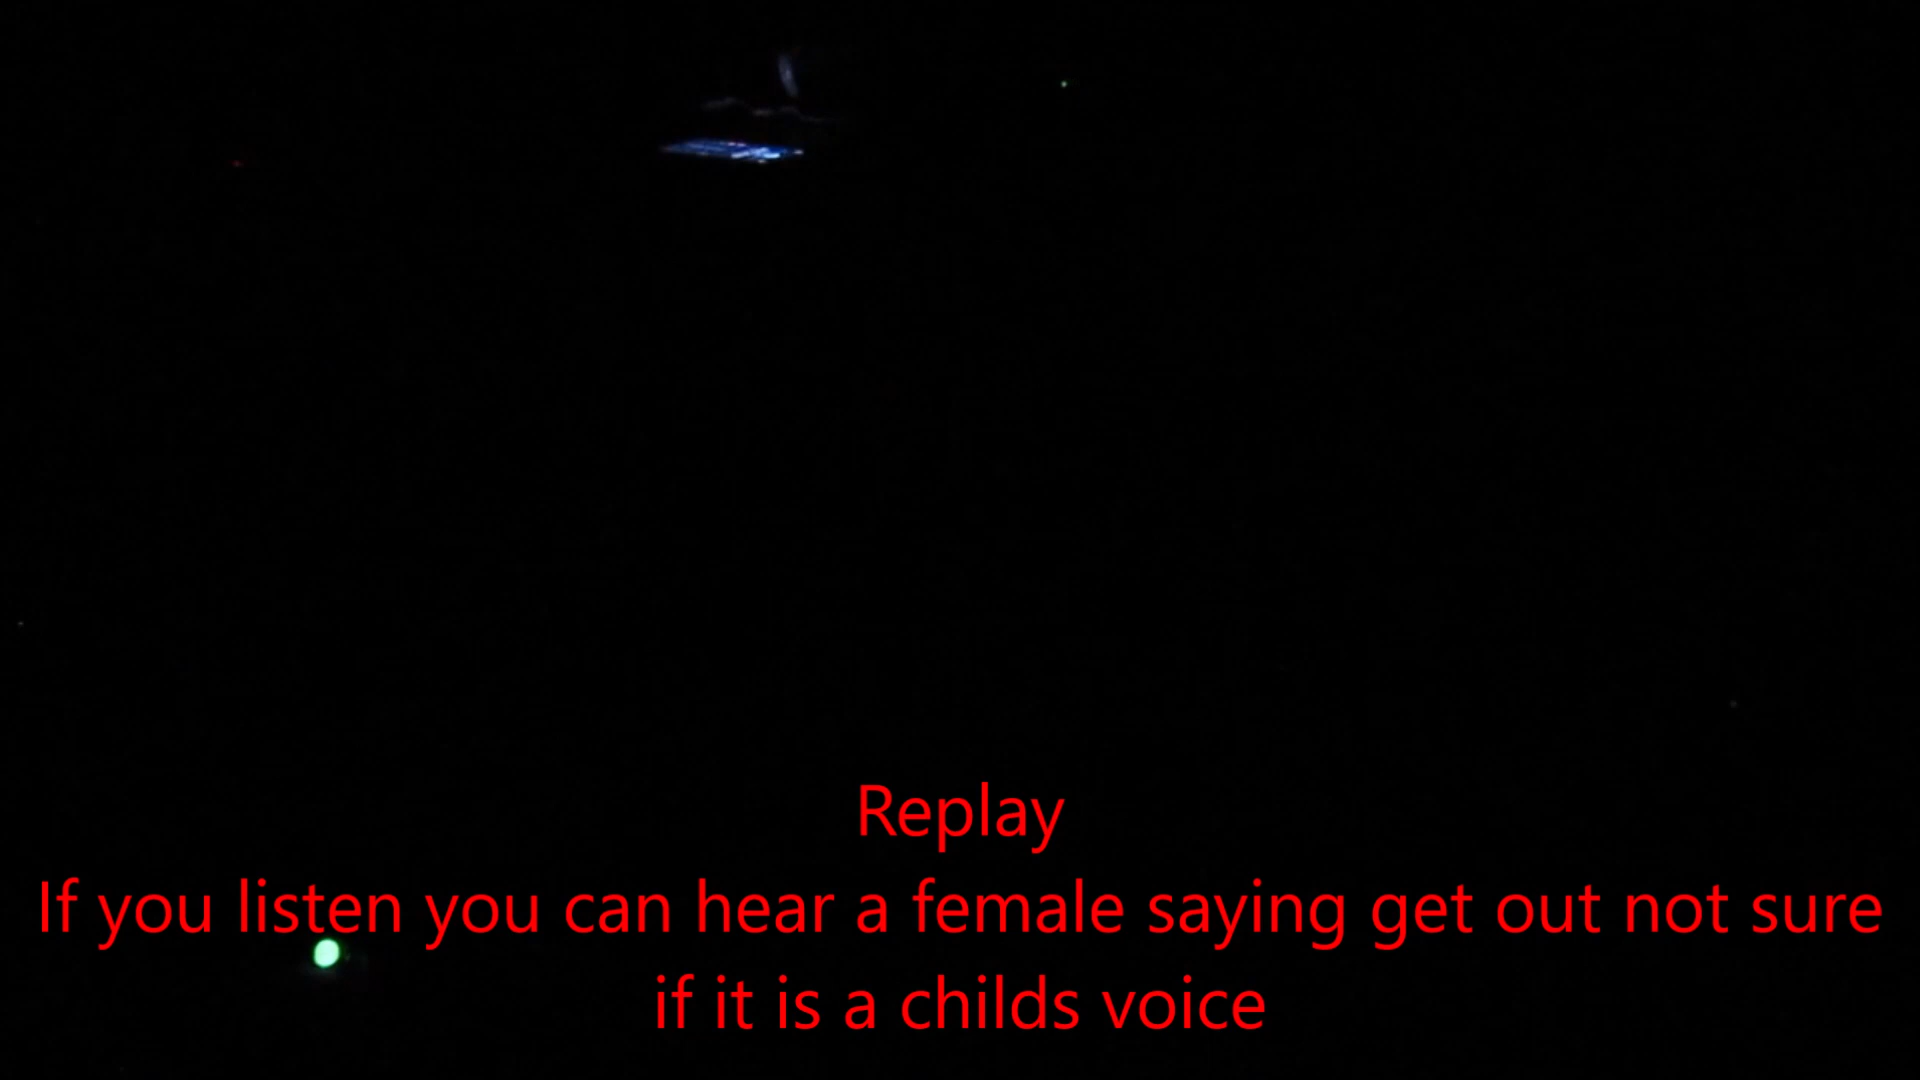 Replay
If you listen you can hear a female saying get out not sure
if it is a childs voice